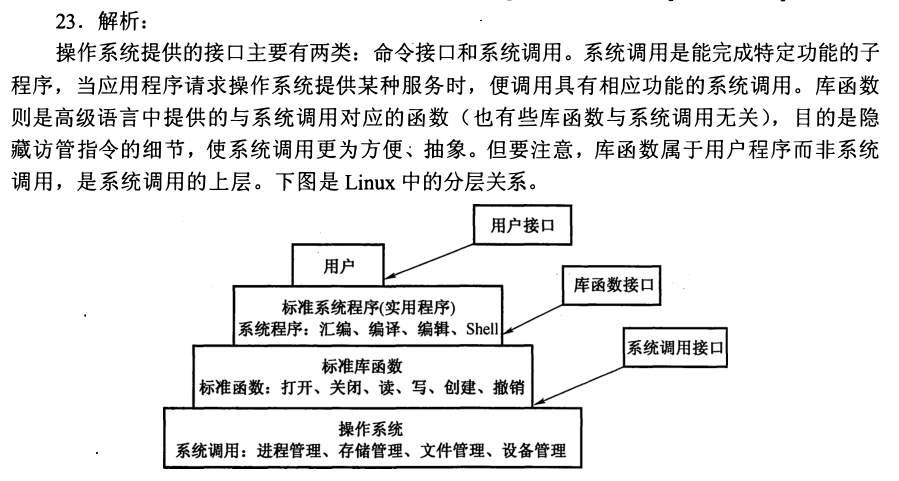 23．解析：
操作系统提供的接口主要有两类：命令接口和系统调用。系统调用是能完成特定功能的子
程序，当应用程序请求操作系统提供某种服务时，便调用具有相应功能的系统调用。库函数
则是高级语言中提供的与系统调用对应的函数（也有些库函数与系统调用无关），目的是隐
藏访管指令的细节，使系统调用更为方便、抽象。但要注意，库函数属于用户程序而非系统
调用，是系统调用的上层。下图是 Linux 中的分层关系。
用户接口
用户
库函数接口
标准系统程序(实用程序)
系统程序：汇编、编译、编辑、Shell
系统调用接口
标准库函数
标准函数：打开、关闭、读、写、创建、撤销
操作系统
系统调用：进程管理、存储管理、文件管理、设备管理